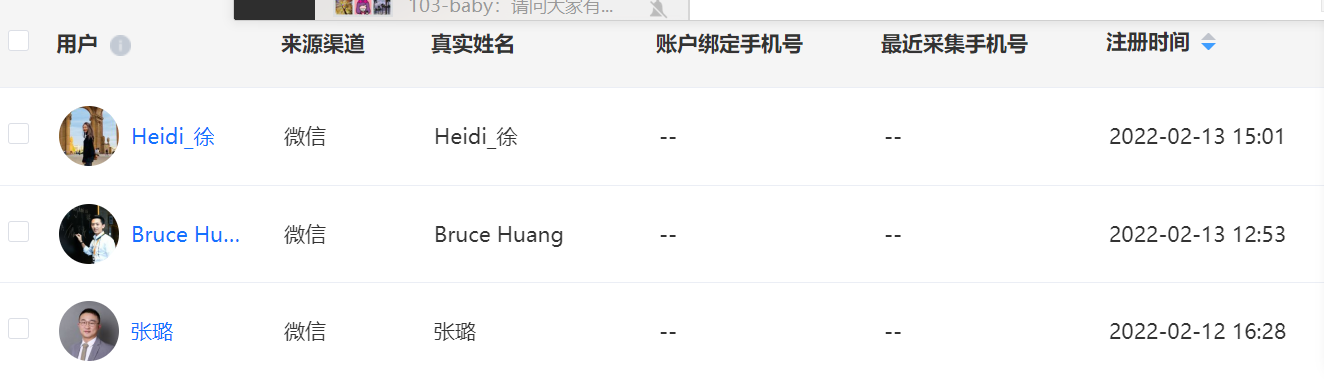 103-baby：请问大家有...
用户
来源渠道
真实姓名
账户绑定手机号
最近采集手机号
注册时间
Heidi_徐
微信
Heidi_徐
--
--
2022-02-13 15:01
Bruce Hu...
微信
Bruce Huang
--
--
2022-02-13 12:53
张璐
微信
张璐
--
--
2022-02-12 16:28